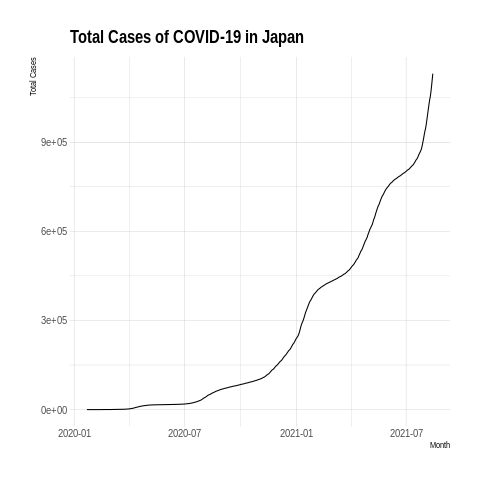 Total Cases of COVID-19 in Japan
Total Cases
9e+05
6e+05
3e+05
0e+00
2020-01 2020-07 2021-01 2021-07
Month